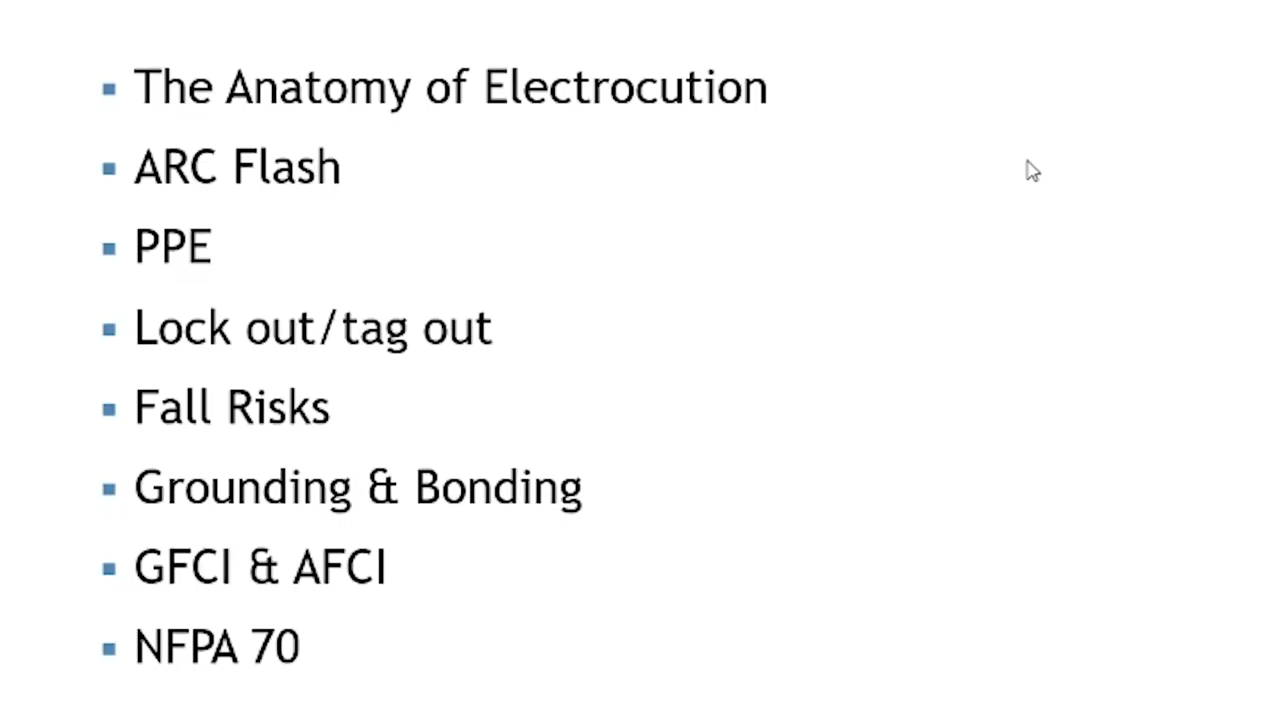 The Anatomy of Electrocution
ARC Flash
PPE
Lock out/tag out
Fall Risks
Grounding & Bonding
GFCI & AFCI
NFPA 70